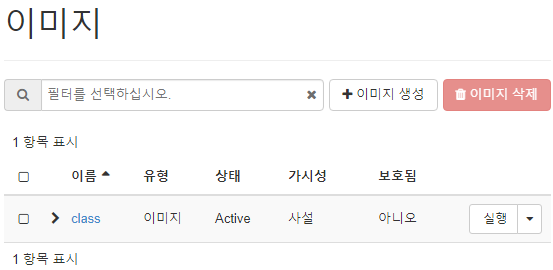 이미지
필터를 선택하십시오.
이미지 생성
이미지 삭제
1 항목 표시
이름 유형 상태 가시성 보호됨
class 이미지 Active 사설 아니오 실행
1 항목 표시